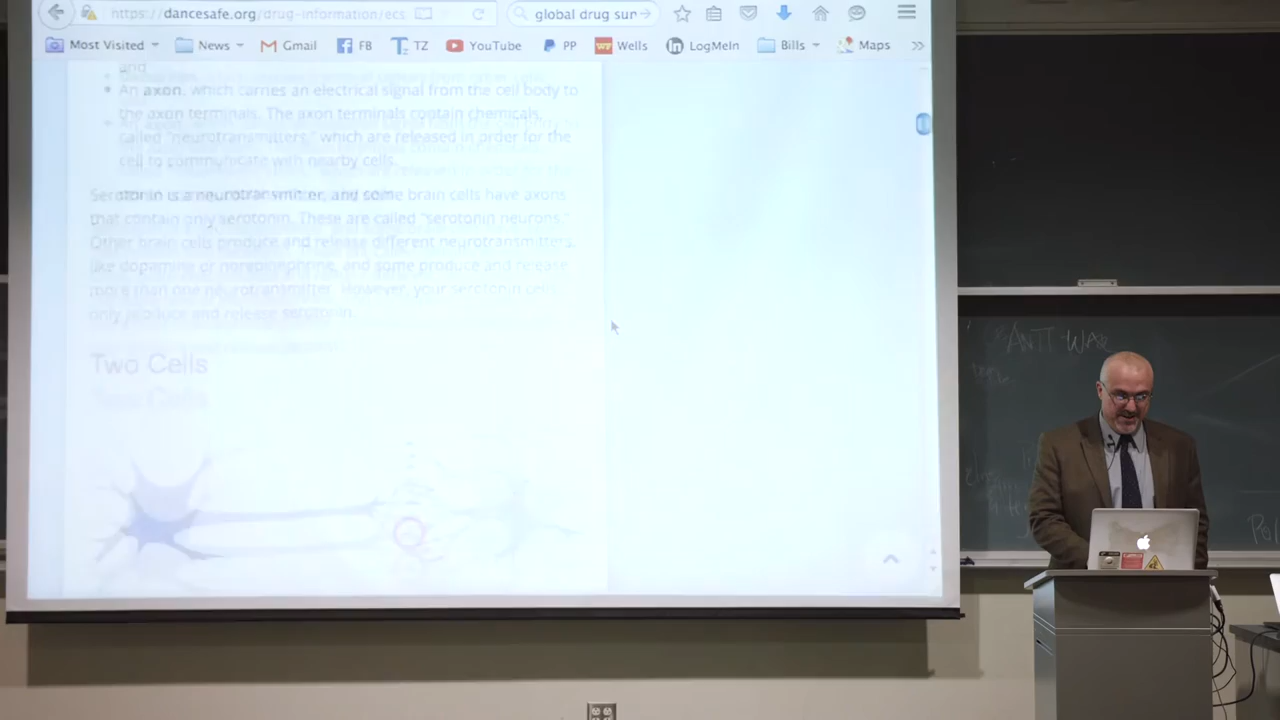 https://dancesafe.org/drug-information/ecs
global drug sur
Most Visited
News
Gmail
FB
TZ
YouTube
PP
Wells
LogMeIn
Bills
Maps
and
An axon, which carries an electrical signal from the cell body to
the axon terminals. The axon terminals contain chemicals,
called "neurotransmitters," which are released in order for the
cell to communicate with nearby cells.
Serotonin is a neurotransmitter, and some brain cells have axons
that contain only serotonin. These are called "serotonin neurons."
Other brain cells produce and release different neurotransmitters,
like dopamine or norepinephrine, and some produce and release
more than one neurotransmitter. However, your serotonin cells
only produce and release serotonin.
Two Cells
ANTI-WAR